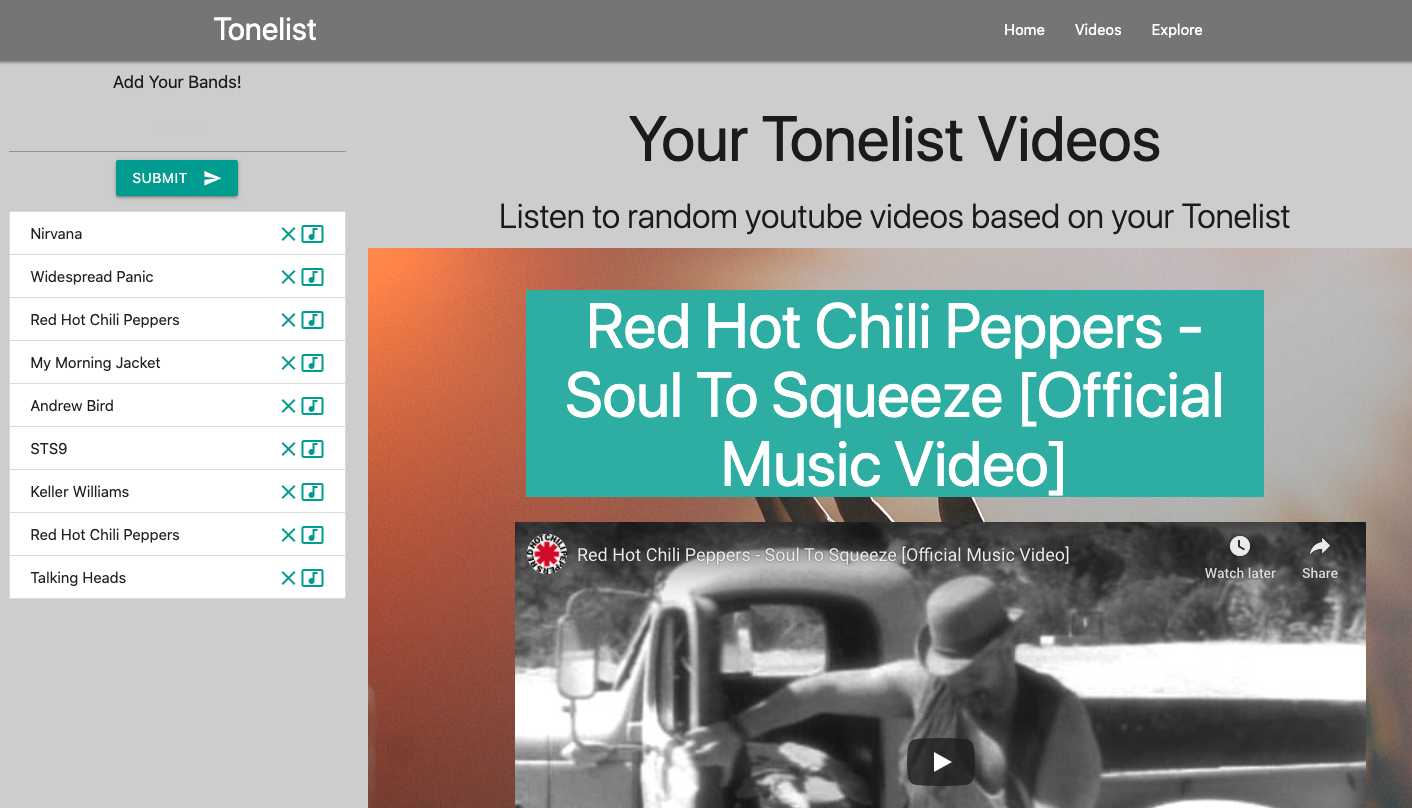 Tonelist
Home
Videos
Explore
Add Your Bands!
SUBMIT
Nirvana
Widespread Panic
Red Hot Chili Peppers
My Morning Jacket
Andrew Bird
STS9
Keller Williams
Red Hot Chili Peppers
Talking Heads
Your Tonelist Videos
Listen to random youtube videos based on your Tonelist
Red Hot Chili Peppers -
Soul To Squeeze [Official
Music Video]
Red Hot Chili Peppers - Soul To Squeeze [Official Music Video]
Watch later
Share